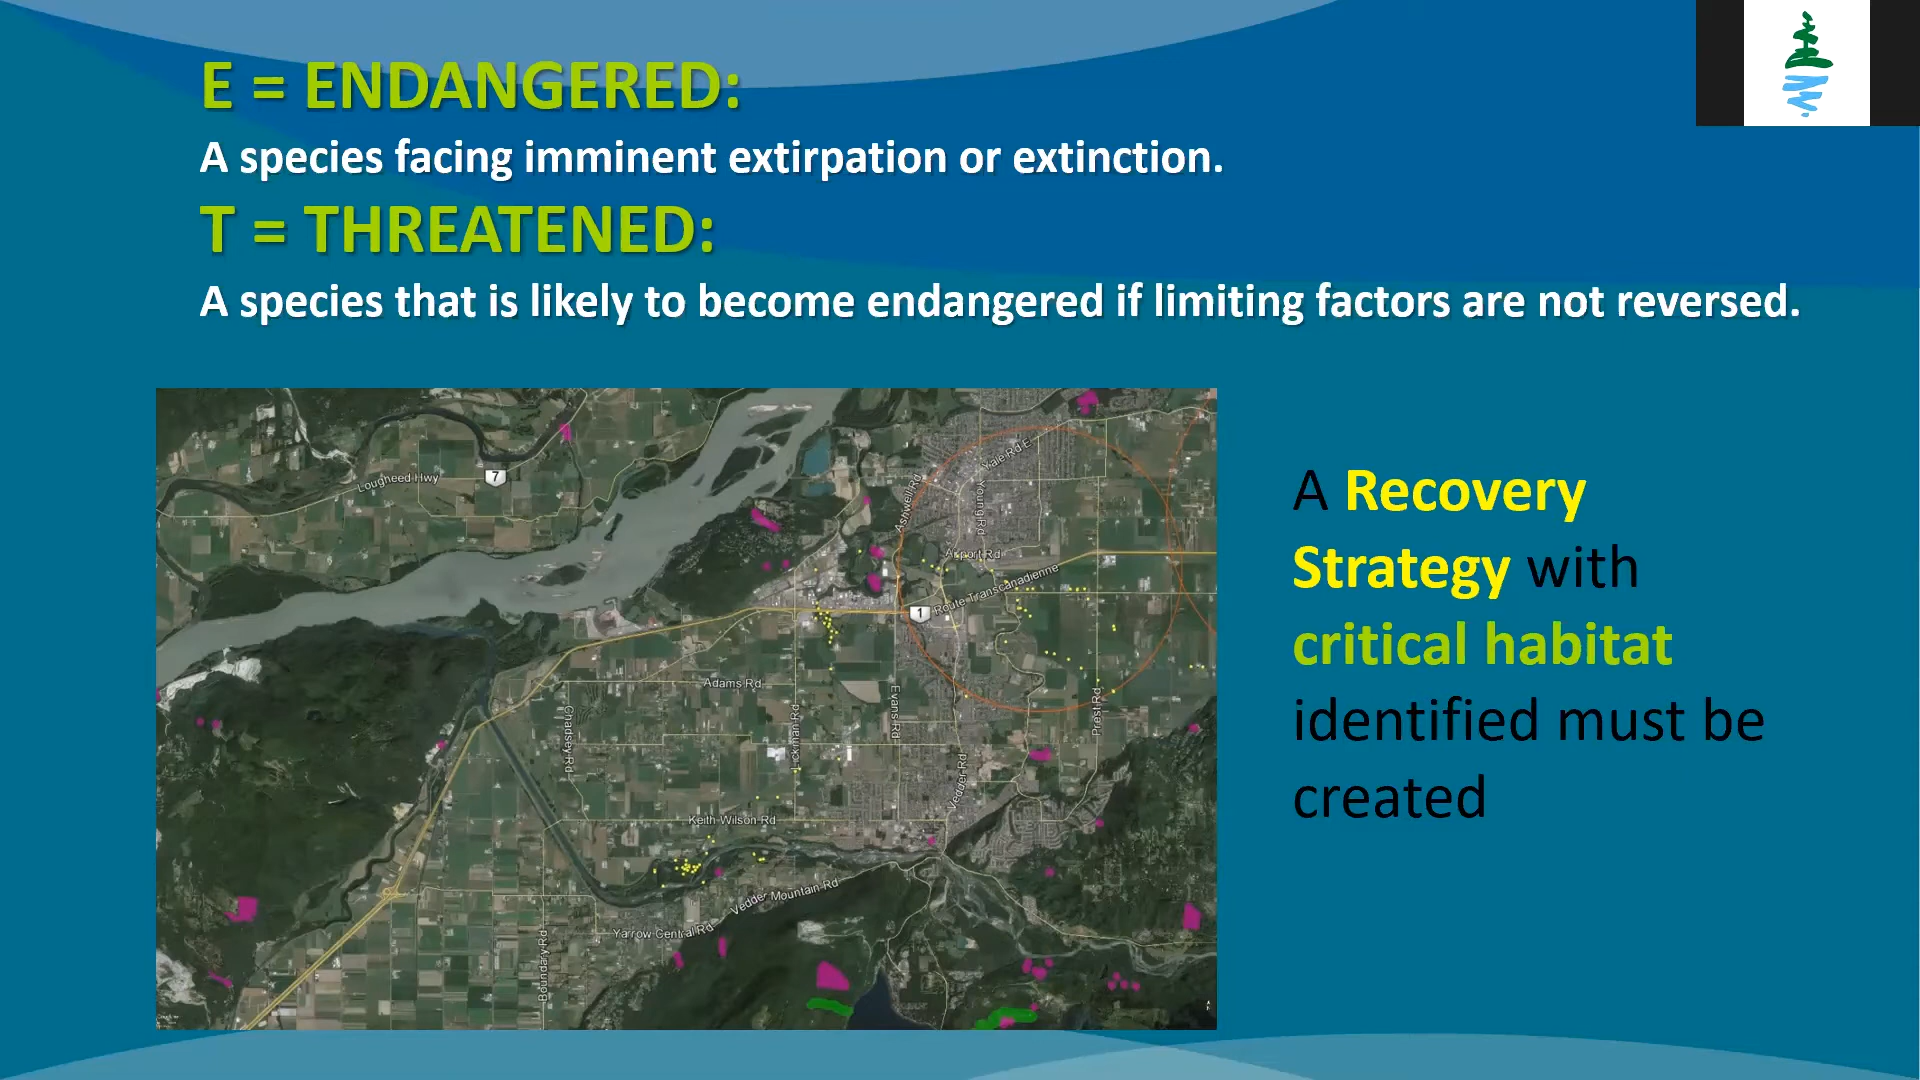 E = ENDANGERED:
A species facing imminent extirpation or extinction.
T = THREATENED:
A species that is likely to become endangered if limiting factors are not reversed.
Lougheed Hwy
7
Yale Rd E
Ashwell Rd
Young Rd
Airport Rd
Route Transcanadienne
1
Adams Rd
Chadsey Rd
Lickman Rd
Evans Rd
Prest Rd
Vedder Rd
Keith Wilson Rd
Vedder Mountain Rd
Yarrow Central Rd
Boundary Rd
A Recovery
Strategy with
critical habitat
identified must be
created